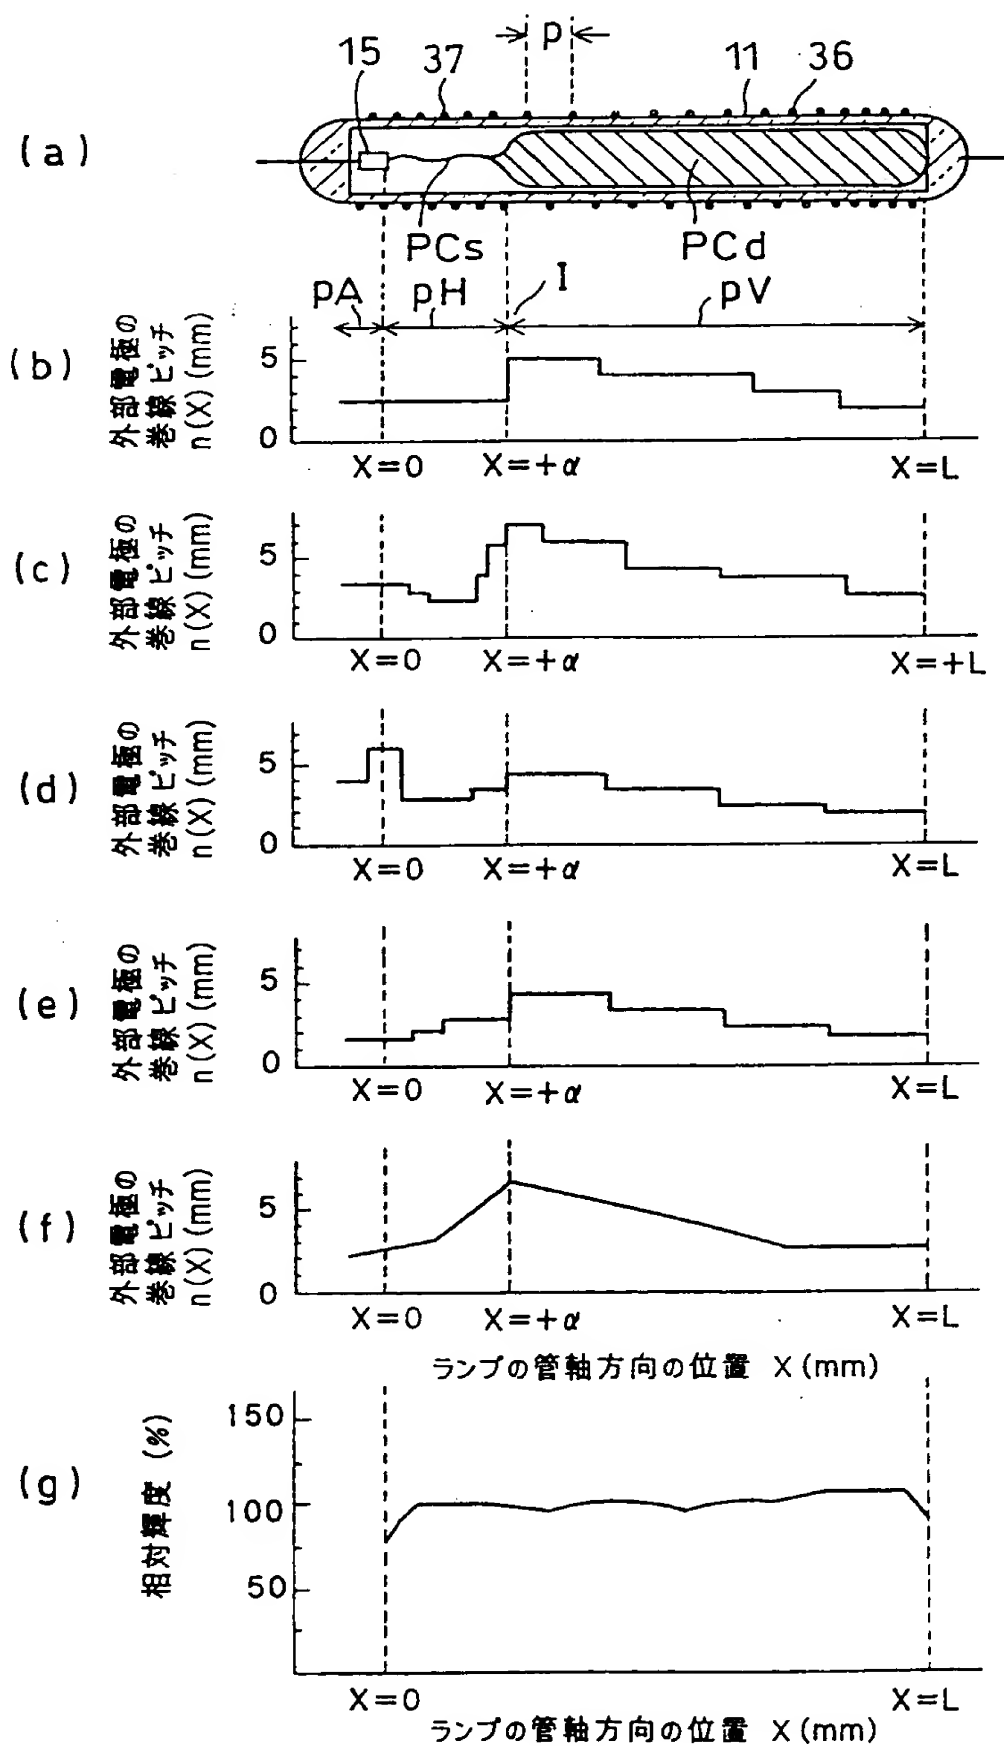 (a)
15
37
p
11
36
PCs
PCd
(b)
外部電極の
巻線ピッチ
n(X)(mm)
pA
pH
I
pV
5
0
X=0
X=+α
X=L
(c)
外部電極の
巻線ピッチ
n(X)(mm)
5
0
X=0
X=+α
X=+L
(d)
外部電極の
巻線ピッチ
n(X)(mm)
5
0
X=0
X=+α
X=L
(e)
外部電極の
巻線ピッチ
n(X)(mm)
5
0
X=0
X=+α
X=L
(f)
外部電極の
巻線ピッチ
n(X)(mm)
5
0
X=0
X=+α
X=L
ランプの管軸方向の位置 X(mm)
(g)
相対輝度 (%)
150
100
50
X=0
X=L
ランプの管軸方向の位置 X(mm)